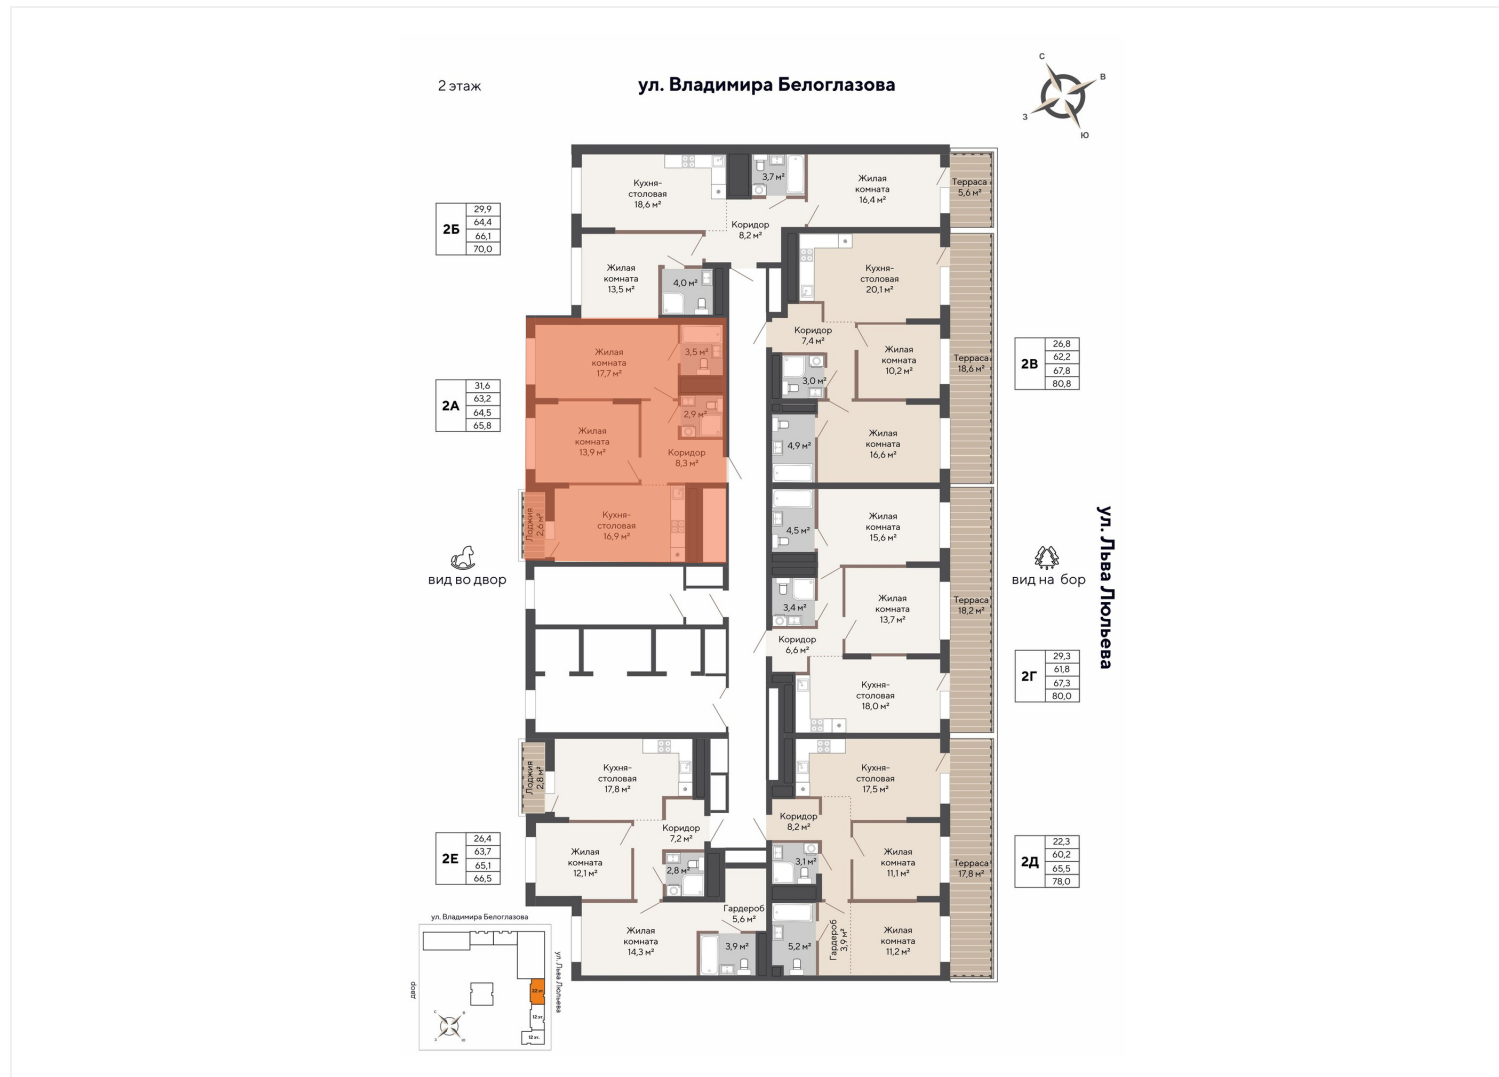 2 этаж
ул. Владимира Белоглазова
С
В
З
Ю
Кухня-
столовая
18,6 м²
3,7 м²
Жилая
комната
16,4 м²
Терраса
5,6 м²
Коридор
8,2 м²
2Б
29,9
64,4
66,1
70,0
Жилая
комната
13,5 м²
4,0 м²
Кухня-
столовая
20,1 м²
Коридор
7,4 м²
Жилая
комната
10,2 м²
3,0 м²
Терраса
18,6 м²
2В
26,8
62,2
67,8
80,8
Жилая
комната
17,7 м²
3,5 м²
2А
31,6
63,2
64,5
65,8
2,9 м²
Жилая
комната
13,9 м²
Коридор
8,3 м²
4,9 м²
Жилая
комната
16,6 м²
Лоджия
2,6 м²
Кухня-
столовая
16,9 м²
4,5 м²
Жилая
комната
15,6 м²
ул. Льва Люльева
вид во двор
вид на бор
3,4 м²
Жилая
комната
13,7 м²
Терраса
18,2 м²
Коридор
6,6 м²
Кухня-
столовая
18,0 м²
2Г
29,3
61,8
67,3
80,0
Лоджия
2,8 м²
Кухня-
столовая
17,8 м²
Кухня-
столовая
17,5 м²
Коридор
7,2 м²
Коридор
8,2 м²
2Е
26,4
63,7
65,1
66,5
Жилая
комната
12,1 м²
2,8 м²
3,1 м²
Жилая
комната
11,1 м²
Терраса
17,8 м²
2Д
22,3
60,2
65,5
78,0
Гардероб
5,6 м²
Жилая
комната
14,3 м²
3,9 м²
5,2 м²
Гардероб
3,9 м²
Жилая
комната
11,2 м²
ул. Владимира Белоглазова
ул. Льва Люльева
двор
22 эт.
12 эт.
12 эт.
С
В
З
Ю